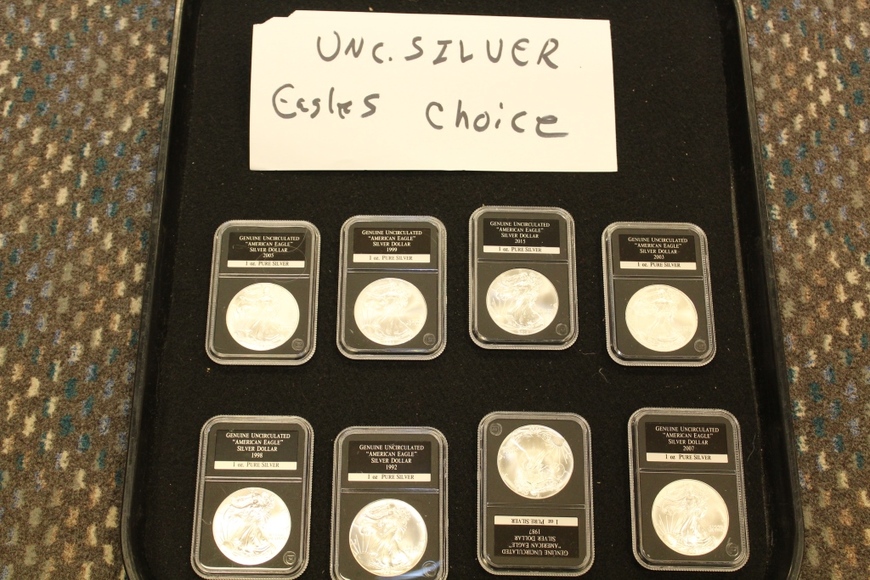 UNC. SILVER
Eagles Choice
GENUINE UNCIRCULATED
"AMERICAN EAGLE"
SILVER DOLLAR
2005
1 oz. PURE SILVER
GENUINE UNCIRCULATED
"AMERICAN EAGLE"
SILVER DOLLAR
1999
1 oz. PURE SILVER
GENUINE UNCIRCULATED
"AMERICAN EAGLE"
SILVER DOLLAR
2015
1 oz. PURE SILVER
GENUINE UNCIRCULATED
"AMERICAN EAGLE"
SILVER DOLLAR
2003
1 oz. PURE SILVER
GENUINE UNCIRCULATED
"AMERICAN EAGLE"
SILVER DOLLAR
1998
1 oz. PURE SILVER
GENUINE UNCIRCULATED
"AMERICAN EAGLE"
SILVER DOLLAR
1992
1 oz. PURE SILVER
GENUINE UNCIRCULATED
"AMERICAN EAGLE"
SILVER DOLLAR
1987
1 oz PURE SILVER
GENUINE UNCIRCULATED
"AMERICAN EAGLE"
SILVER DOLLAR
2007
1 oz. PURE SILVER